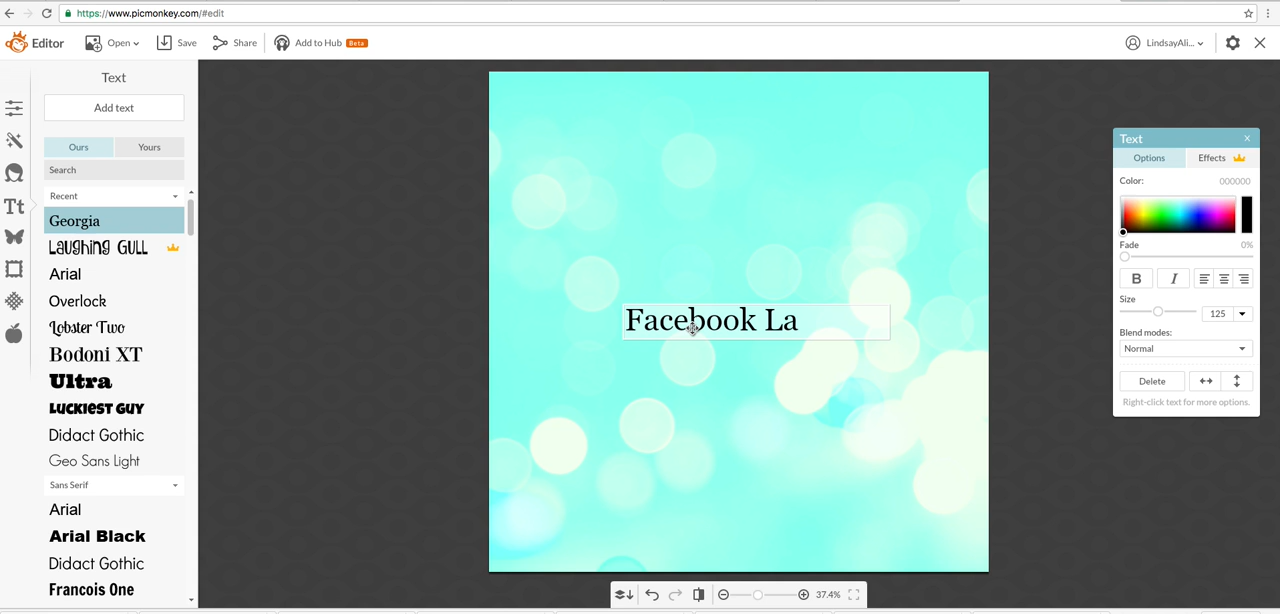 https://www.picmonkey.com/#edit
Editor
Open
Save
Share
Add to Hub Beta
LindsayAli...
Text
Add text
Ours
Yours
Search
Recent
Georgia
Laughing Gull
Arial
Overlock
Lobster Two
Bodoni XT
Ultra
Luckiest Guy
Didact Gothic
Geo Sans Light
Sans Serif
Arial
Arial Black
Didact Gothic
Francois One
Tt
Facebook La
37.4%
Text
x
Options
Effects
Color:
000000
Fade
0%
B
I
Size
125
Blend modes:
Normal
Delete
Right-click text for more options.